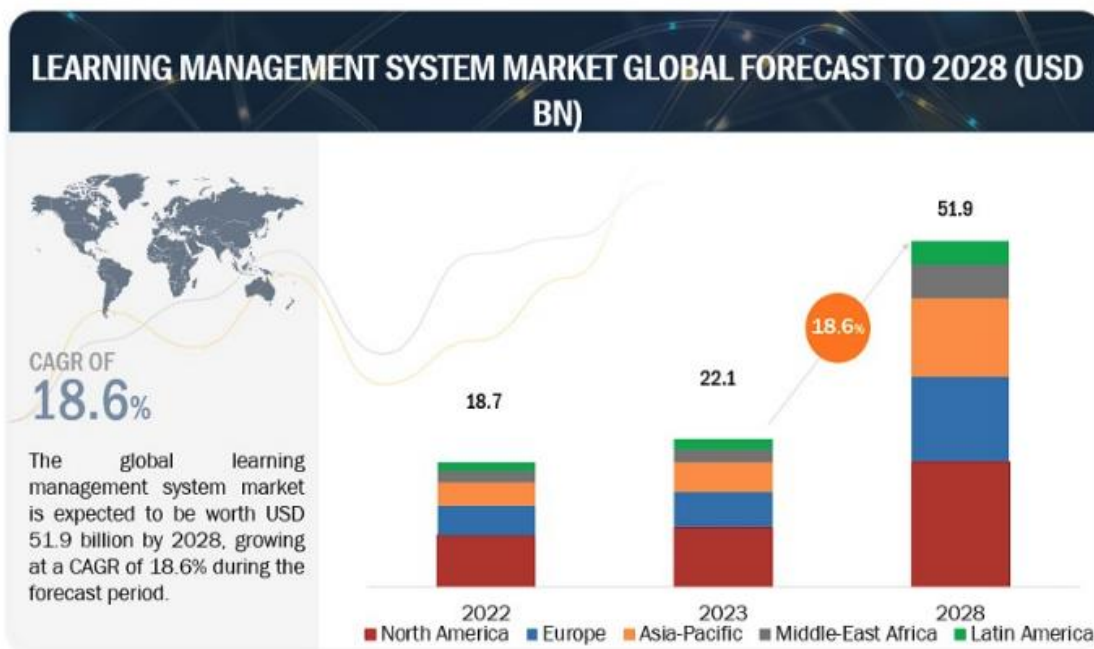 LEARNING MANAGEMENT SYSTEM MARKET GLOBAL FORECAST TO 2028 (USD
BN)
CAGR OF
18.6%
The global learning
management system market
is expected to be worth USD
51.9 billion by 2028, growing
at a CAGR of 18.6% during the
forecast period.
18.7
22.1
18.6%
51.9
2022
2023
2028
North America
Europe
Asia-Pacific
Middle-East Africa
Latin America